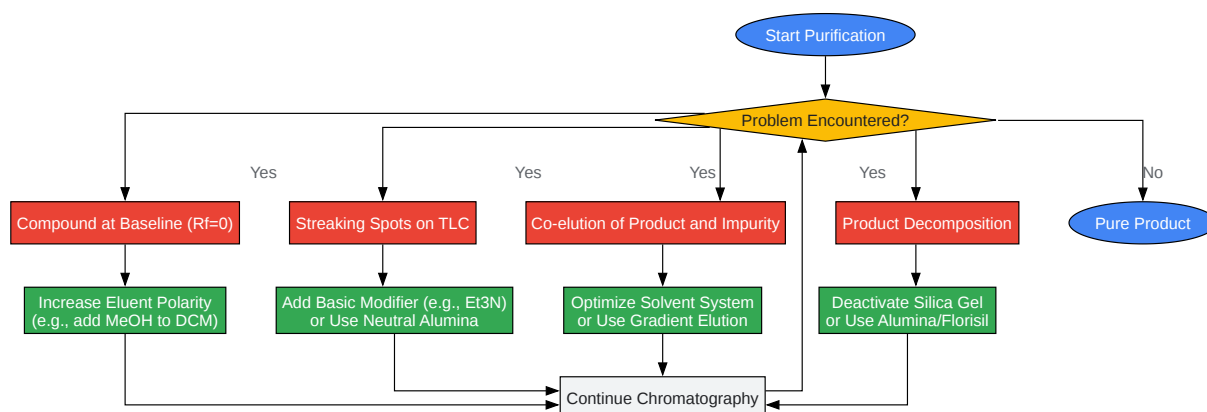 Start Purification
Problem Encountered?
Yes
Yes
Yes
Yes
No
Compound at Baseline (Rf=0)
Streaking Spots on TLC
Co-elution of Product and Impurity
Product Decomposition
Pure Product
Increase Eluent Polarity
(e.g., add MeOH to DCM)
Add Basic Modifier (e.g., Et3N)
or Use Neutral Alumina
Optimize Solvent System
or Use Gradient Elution
Deactivate Silica Gel
or Use Alumina/Florisil
Continue Chromatography